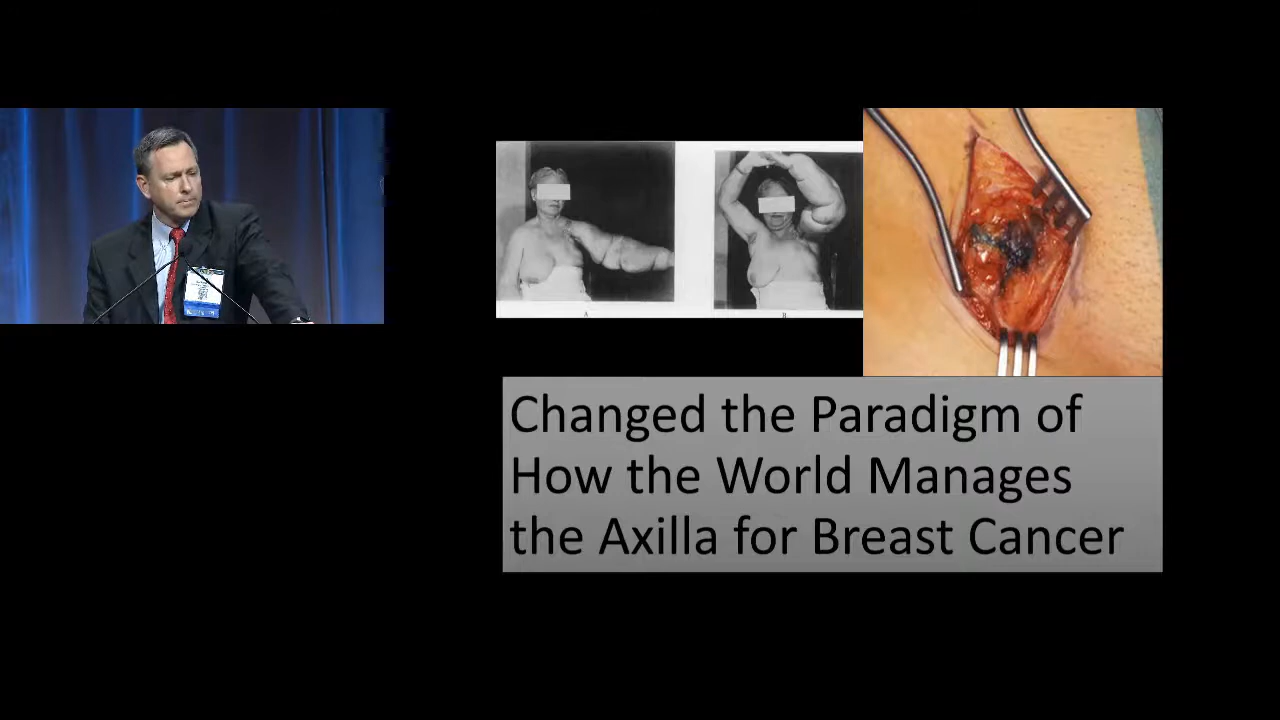 A
B
Changed the Paradigm of
How the World Manages
the Axilla for Breast Cancer